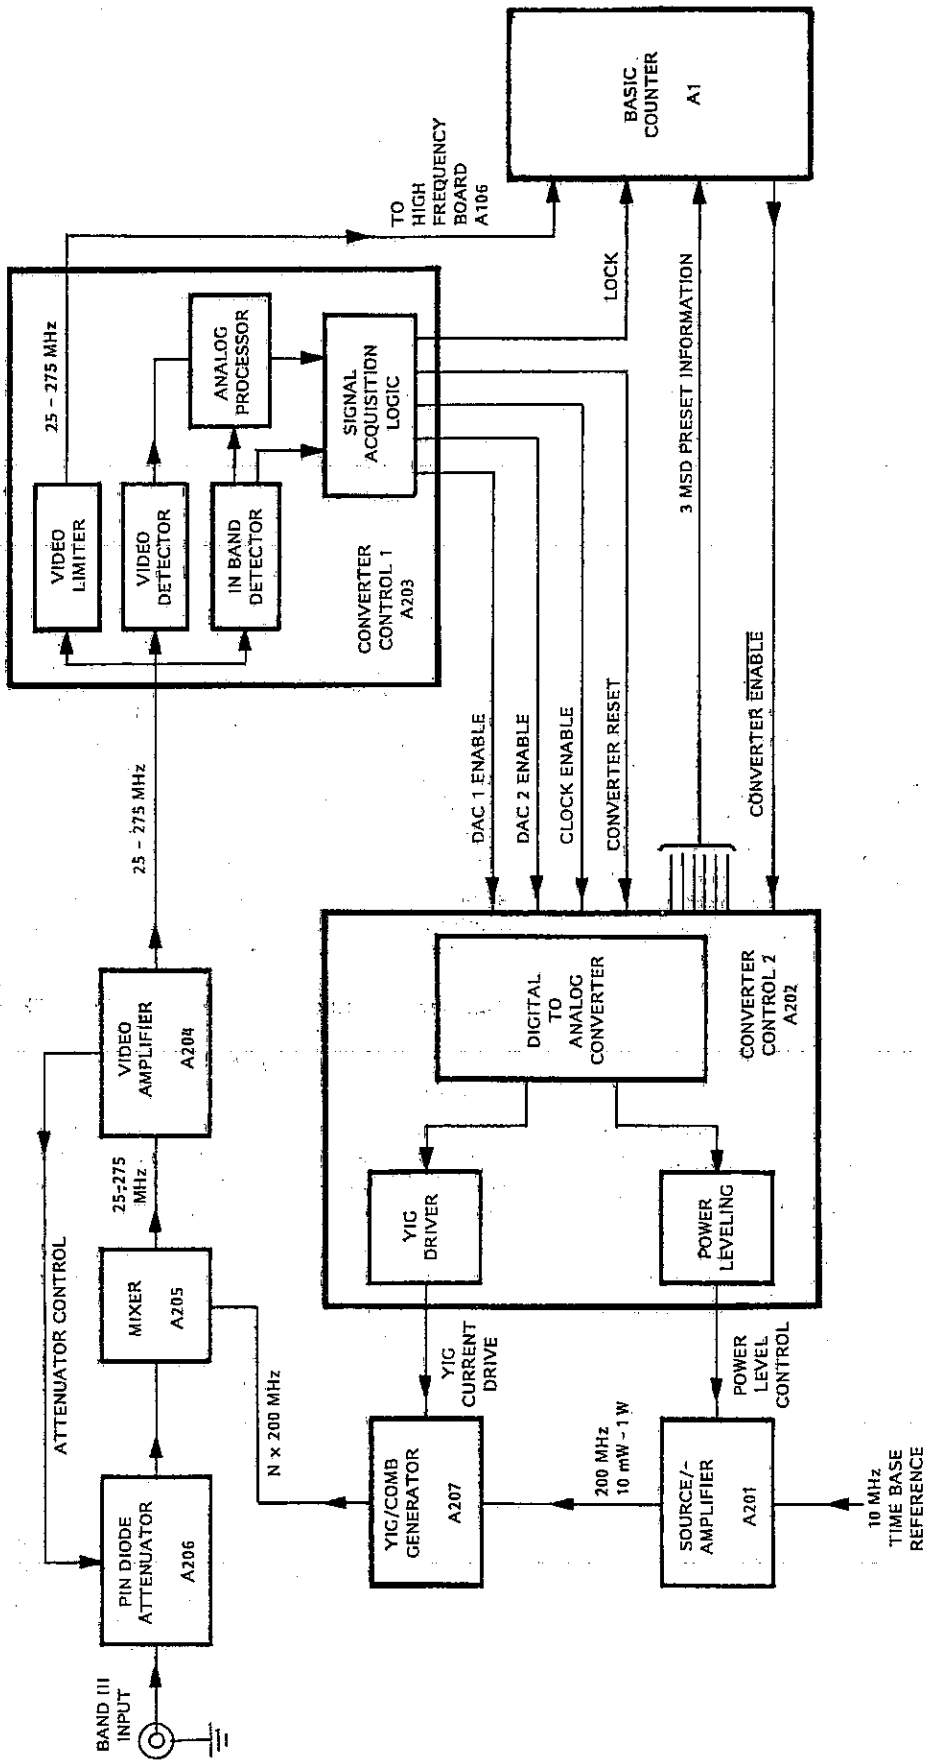 BAND III
INPUT
PIN DIODE
ATTENUATOR
A206
ATTENUATOR CONTROL
MIXER
A205
25-275
MHz
VIDEO
AMPLIFIER
A204
25 - 275 MHz
VIDEO
LIMITER
VIDEO
DETECTOR
IN BAND
DETECTOR
ANALOG
PROCESSOR
SIGNAL
ACQUISITION
LOGIC
CONVERTER
CONTROL 1
A203
25 - 275 MHz
TO
HIGH
FREQUENCY
BOARD
A106
BASIC
COUNTER
A1
N x 200 MHz
YIG/COMB
GENERATOR
A207
YIG
CURRENT
DRIVE
YIG
DRIVER
DIGITAL
TO
ANALOG
CONVERTER
POWER
LEVELING
CONVERTER
CONTROL 2
A202
DAC 1 ENABLE
DAC 2 ENABLE
CLOCK ENABLE
CONVERTER RESET
LOCK
3 MSD PRESET INFORMATION
CONVERTER ENABLE
200 MHz
10 mW - 1 W
POWER
LEVEL
CONTROL
SOURCE/-
AMPLIFIER
A201
10 MHz
TIME BASE
REFERENCE